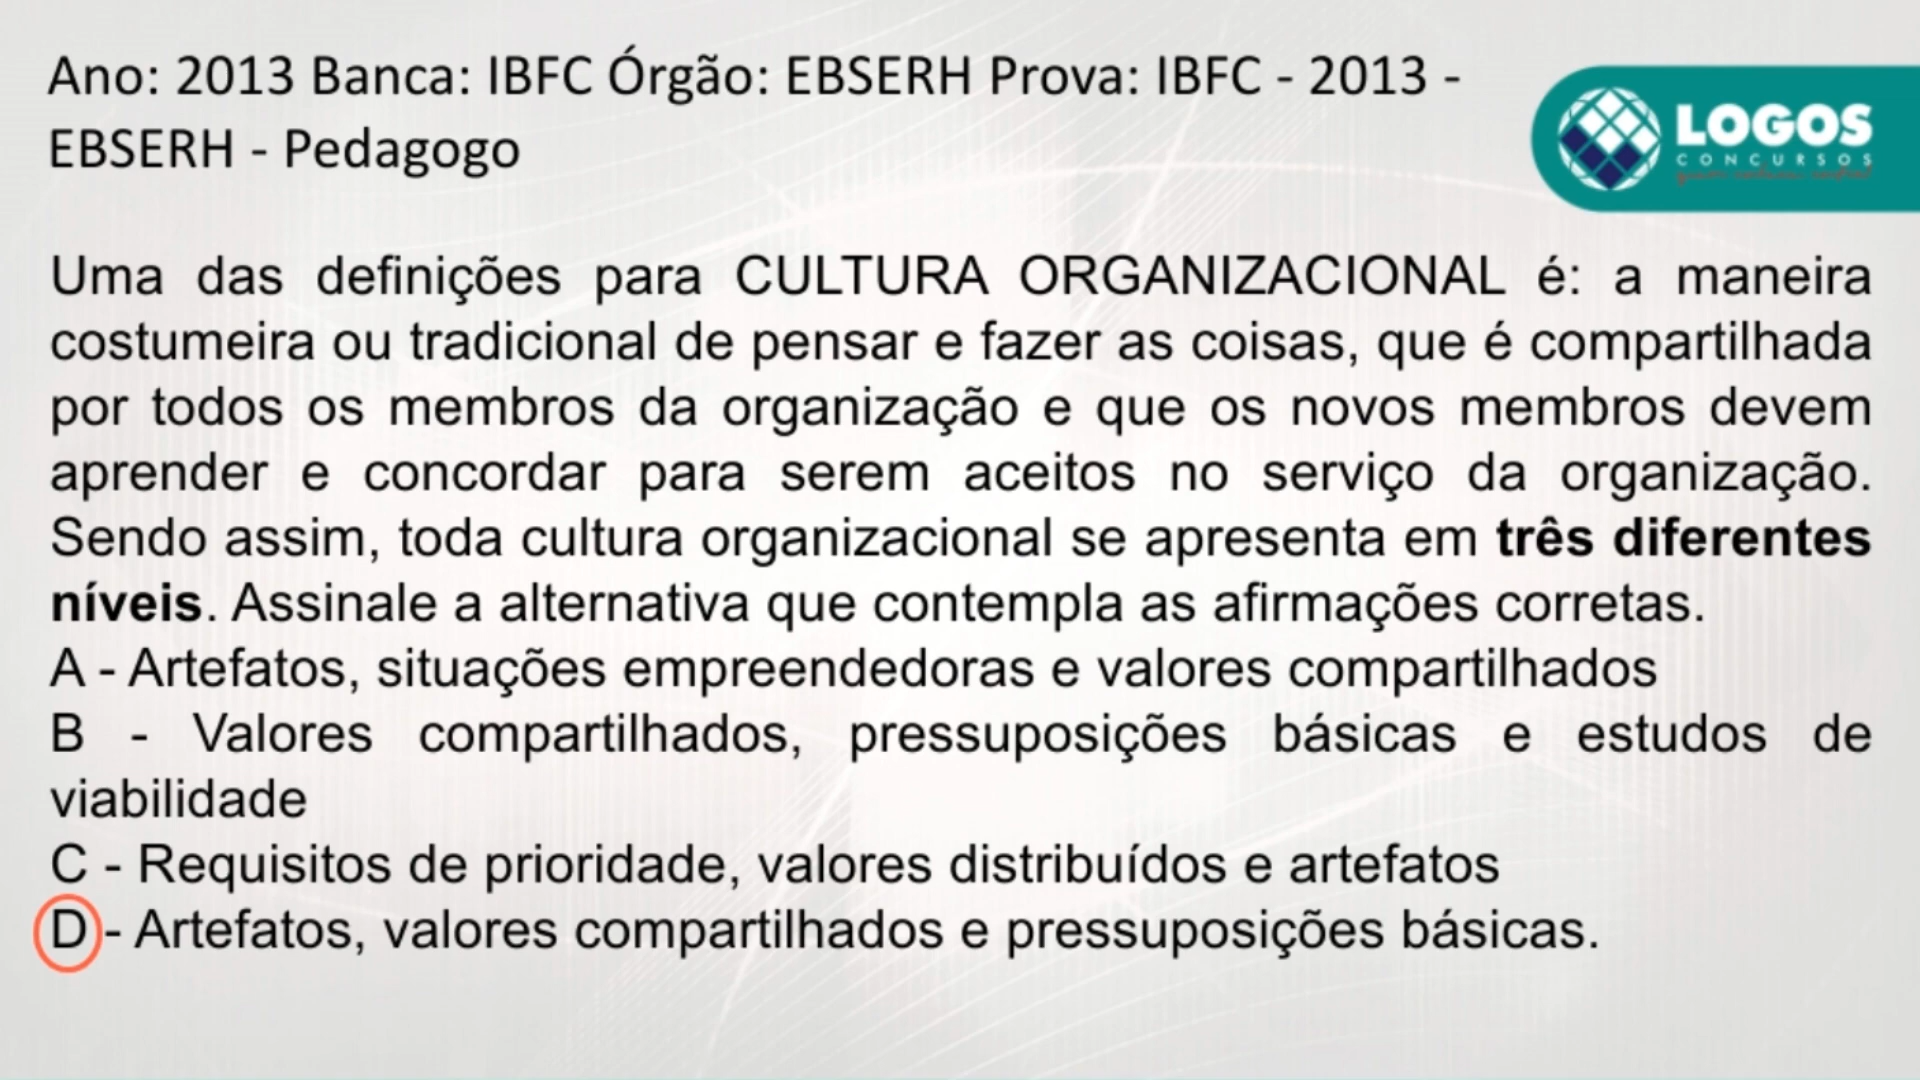 Ano: 2013 Banca: IBFC Órgão: EBSERH Prova: IBFC - 2013 -
EBSERH - Pedagogo
LOGOS
CONCURSOS
Uma das definições para CULTURA ORGANIZACIONAL é: a maneira
costumeira ou tradicional de pensar e fazer as coisas, que é compartilhada
por todos os membros da organização e que os novos membros devem
aprender e concordar para serem aceitos no serviço da organização.
Sendo assim, toda cultura organizacional se apresenta em três diferentes
níveis. Assinale a alternativa que contempla as afirmações corretas.
A - Artefatos, situações empreendedoras e valores compartilhados
B - Valores compartilhados, pressuposições básicas e estudos de
viabilidade
C - Requisitos de prioridade, valores distribuídos e artefatos
D - Artefatos, valores compartilhados e pressuposições básicas.